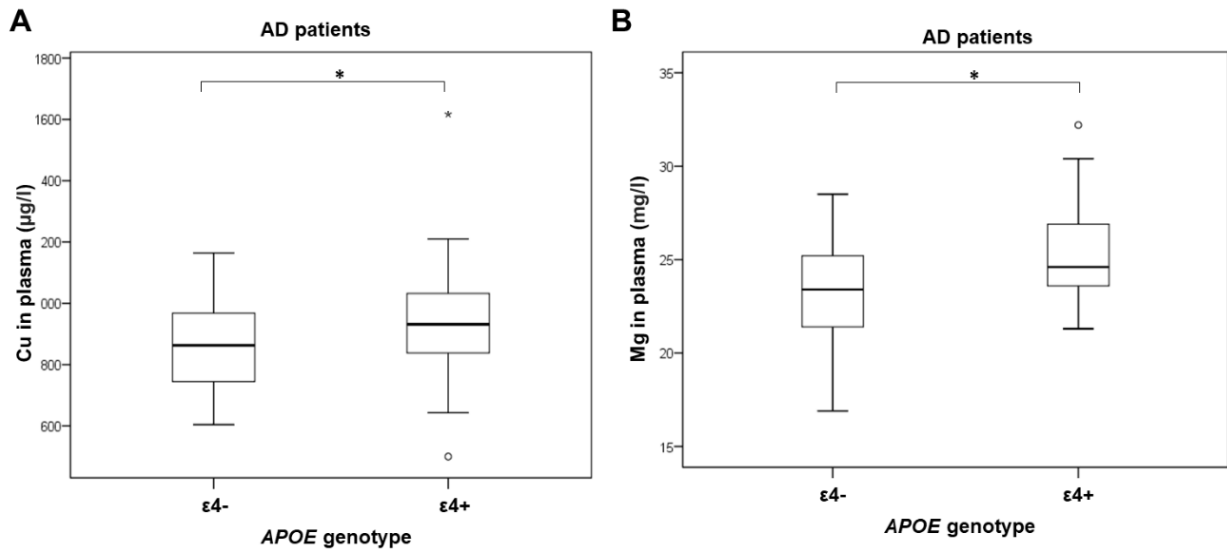 A
AD patients
*
*
1800
1600
400
200
000
800
600
Cu in plasma (µg/l)
ε4-
ε4+
APOE genotype
B
AD patients
*
35
30
25
20
15
Mg in plasma (mg/l)
ε4-
ε4+
APOE genotype